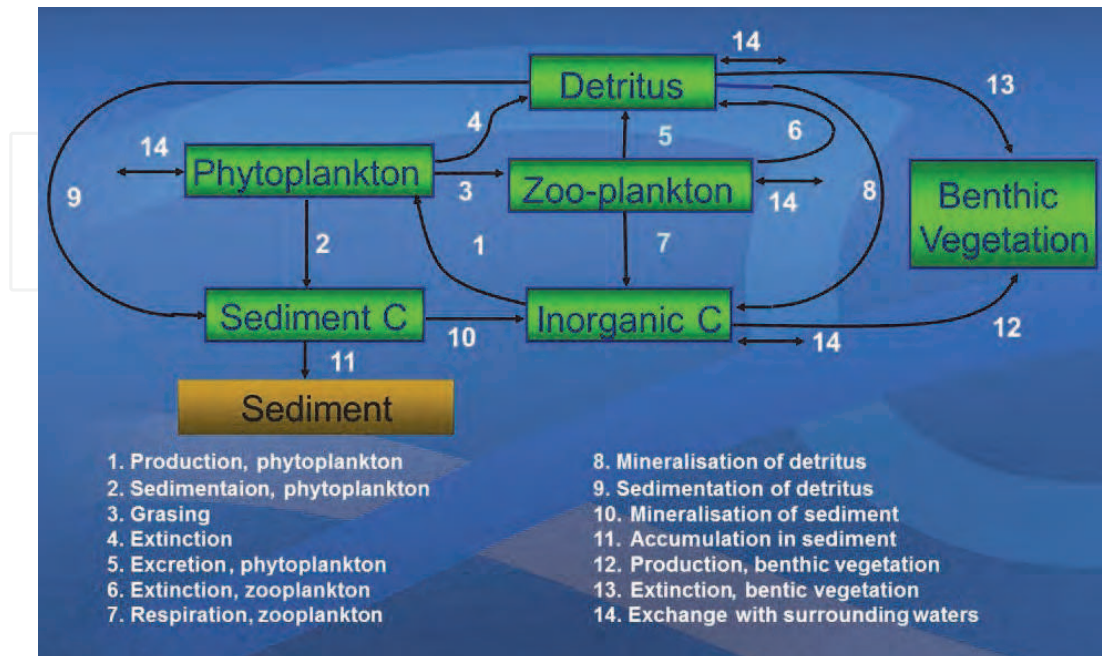 14
Detritus
13
4
5
6
14
Phytoplankton
3
Zoo-plankton
14
9
8
Benthic
Vegetation
2
1
7
Sediment C
10
Inorganic C
14
12
11
Sediment
1. Production, phytoplankton
2. Sedimentaion, phytoplankton
3. Grasing
4. Extinction
5. Excretion, phytoplankton
6. Extinction, zooplankton
7. Respiration, zooplankton
8. Mineralisation of detritus
9. Sedimentation of detritus
10. Mineralisation of sediment
11. Accumulation in sediment
12. Production, benthic vegetation
13. Extinction, bentic vegetation
14. Exchange with surrounding waters